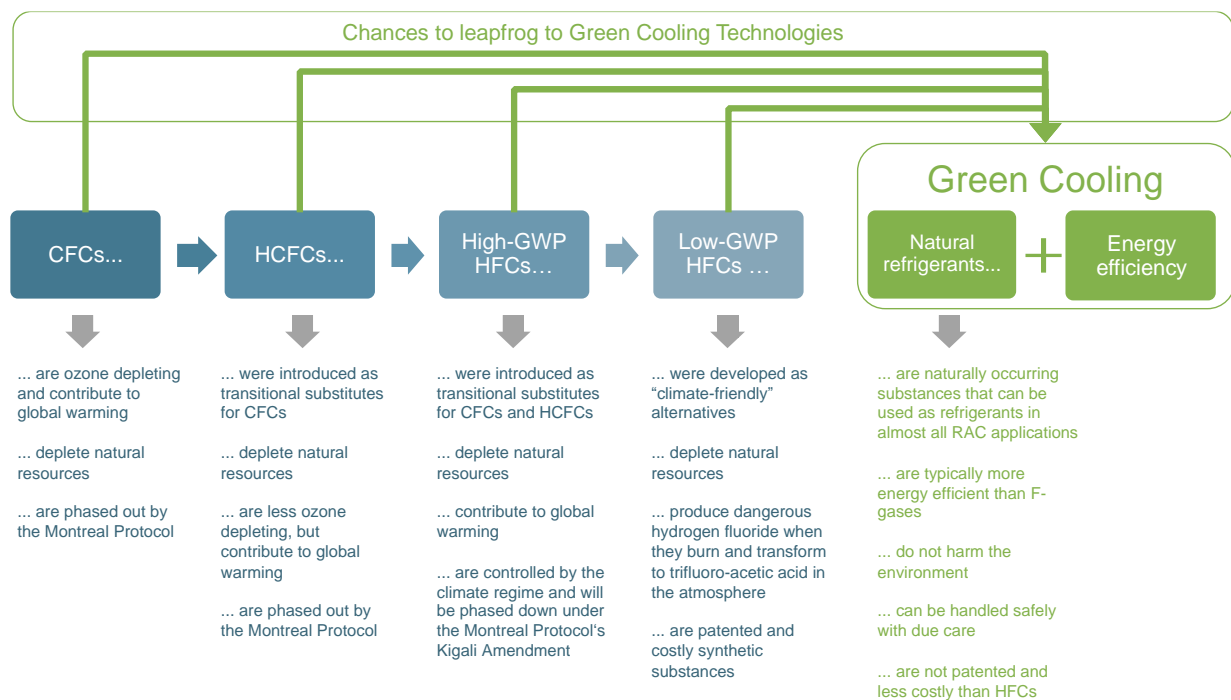 Chances to leapfrog to Green Cooling Technologies
Green Cooling
CFCs...
HCFCs...
High-GWP
HFCs…
Low-GWP
HFCs …
Natural
refrigerants...
Energy
efficiency
... are ozone depleting
and contribute to
global warming
... deplete natural
resources
... are phased out by
the Montreal Protocol
... were introduced as
transitional substitutes
for CFCs
... deplete natural
resources
... are less ozone
depleting, but
contribute to global
warming
... are phased out by
the Montreal Protocol
... were introduced as
transitional substitutes
for CFCs and HCFCs
... deplete natural
resources
... contribute to global
warming
... are controlled by the
climate regime and will
be phased down under
the Montreal Protocol‘s
Kigali Amendment
... were developed as
“climate-friendly”
alternatives
... deplete natural
resources
... produce dangerous
hydrogen fluoride when
they burn and transform
to trifluoro-acetic acid in
the atmosphere
... are patented and
costly synthetic
substances
... are naturally occurring
substances that can be
used as refrigerants in
almost all RAC applications
... are typically more
energy efficient than F-
gases
... do not harm the
environment
... can be handled safely
with due care
... are not patented and
less costly than HFCs